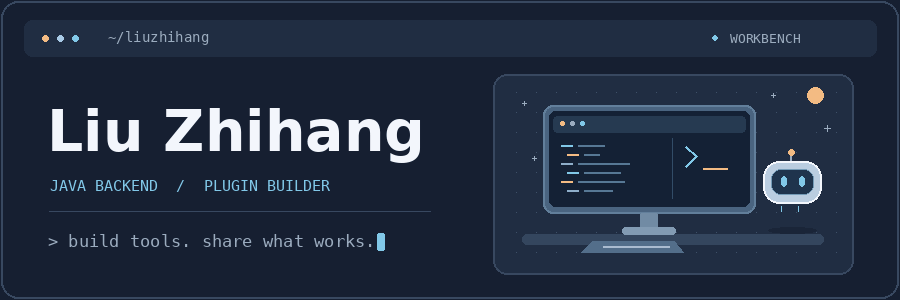 ~/liuzhihang
WORKBENCH
Liu Zhihang
JAVA BACKEND / PLUGIN BUILDER
> build tools. share what works.